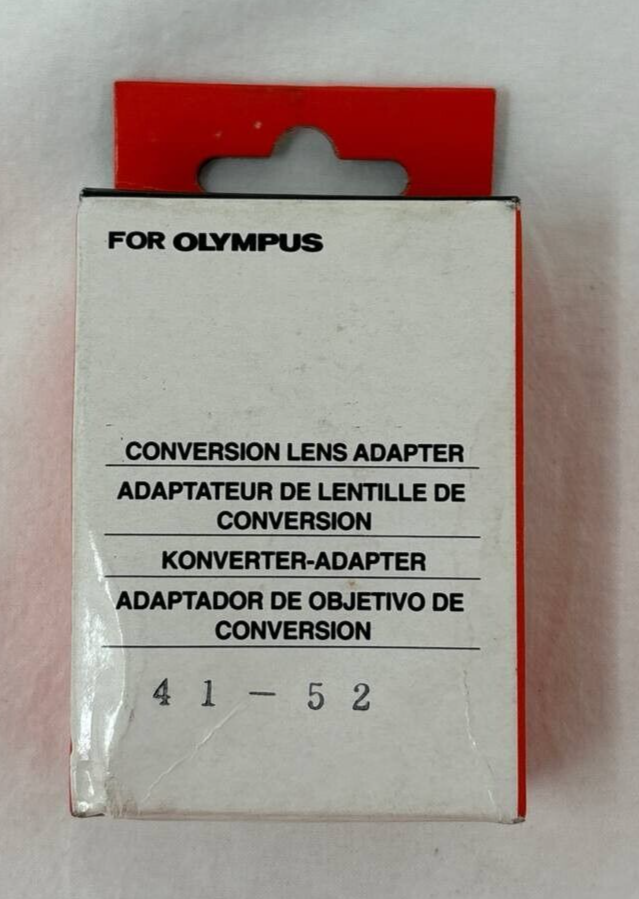 FOR OLYMPUS
CONVERSION LENS ADAPTER
ADAPTATEUR DE LENTILLE DE
CONVERSION
KONVERTER-ADAPTER
ADAPTADOR DE OBJETIVO DE
CONVERSION
41-52